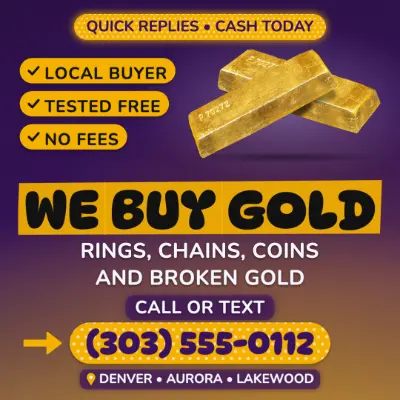 QUICK REPLIES • CASH TODAY
LOCAL BUYER
TESTED FREE
NO FEES
P 70272
WE BUY GOLD
RINGS, CHAINS, COINS
AND BROKEN GOLD
CALL OR TEXT
(303) 555-0112
DENVER • AURORA • LAKEWOOD